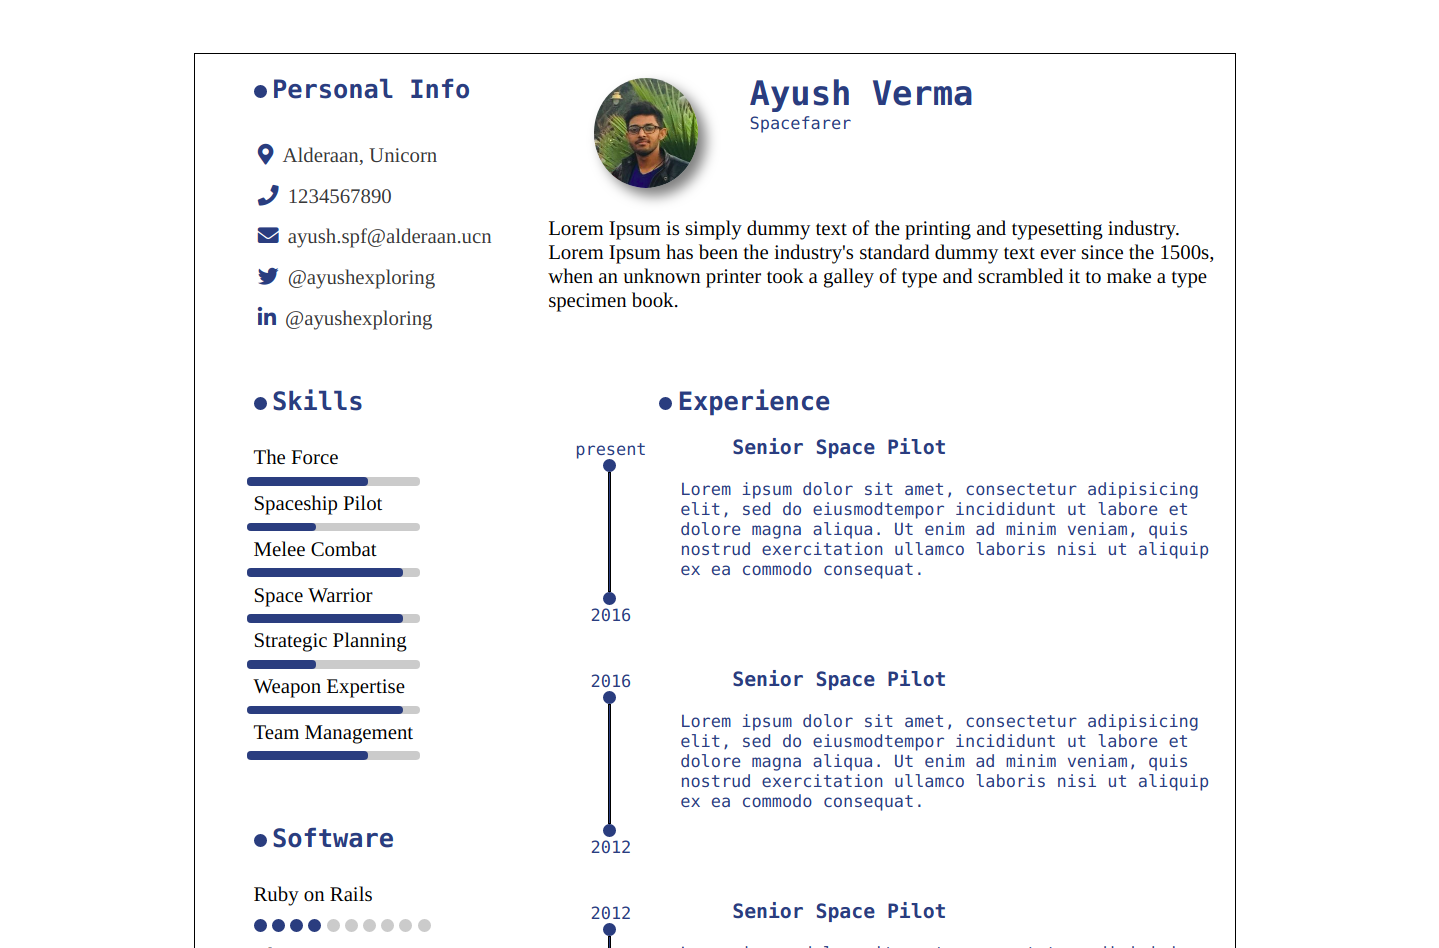 Personal Info
Alderaan, Unicorn
1234567890
ayush.spf@alderaan.ucn
@ayushexploring
@ayushexploring
Ayush Verma
Spacefarer
Lorem Ipsum is simply dummy text of the printing and typesetting industry.
Lorem Ipsum has been the industry's standard dummy text ever since the 1500s,
when an unknown printer took a galley of type and scrambled it to make a type
specimen book.
Skills
The Force
Spaceship Pilot
Melee Combat
Space Warrior
Strategic Planning
Weapon Expertise
Team Management
Software
Ruby on Rails
Experience
present
Senior Space Pilot
Lorem ipsum dolor sit amet, consectetur adipisicing
elit, sed do eiusmodtempor incididunt ut labore et
dolore magna aliqua. Ut enim ad minim veniam, quis
nostrud exercitation ullamco laboris nisi ut aliquip
ex ea commodo consequat.
2016
2016
Senior Space Pilot
Lorem ipsum dolor sit amet, consectetur adipisicing
elit, sed do eiusmodtempor incididunt ut labore et
dolore magna aliqua. Ut enim ad minim veniam, quis
nostrud exercitation ullamco laboris nisi ut aliquip
ex ea commodo consequat.
2012
2012
Senior Space Pilot